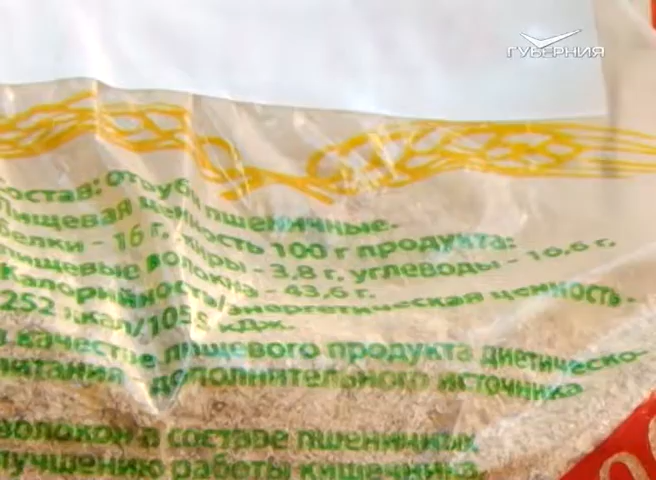 ГУБЕРНИЯ
состав: отруби пшеничные.
Пищевая ценность 100 г продукта:
белки - 16 г, жиры - 3,8 г, углеводы - 16,6 г,
пищевые волокна - 43,6 г.
Калорийность/энергетическая ценность -
252 ккал/1055 кДж.
в качестве пищевого продукта диетическо-
питания дополнительного источника
волокон в составе пшеничных
лучшению работы кишечника.